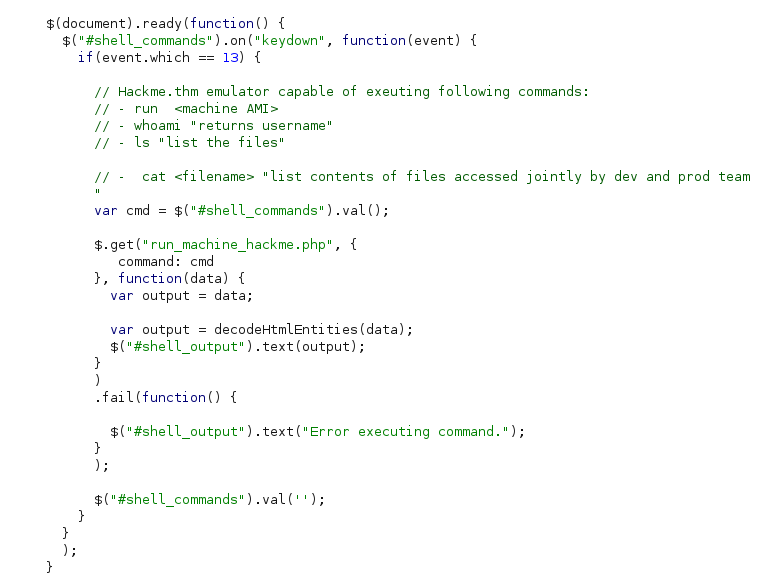 $(document).ready(function() {
  $("#shell_commands").on("keydown", function(event) {
    if(event.which == 13) {

      // Hackme.thm emulator capable of exeuting following commands:
      // - run  <machine AMI>
      // - whoami "returns username"
      // - ls "list the files"

      // -  cat <filename> "list contents of files accessed jointly by dev and prod team
      "
      var cmd = $("#shell_commands").val();

      $.get("run_machine_hackme.php", {
         command: cmd
      }, function(data) {
        var output = data;

        var output = decodeHtmlEntities(data);
        $("#shell_output").text(output);
      }
      )
      .fail(function() {

        $("#shell_output").text("Error executing command.");
      }
      );

      $("#shell_commands").val('');
    }
  }
  );
}